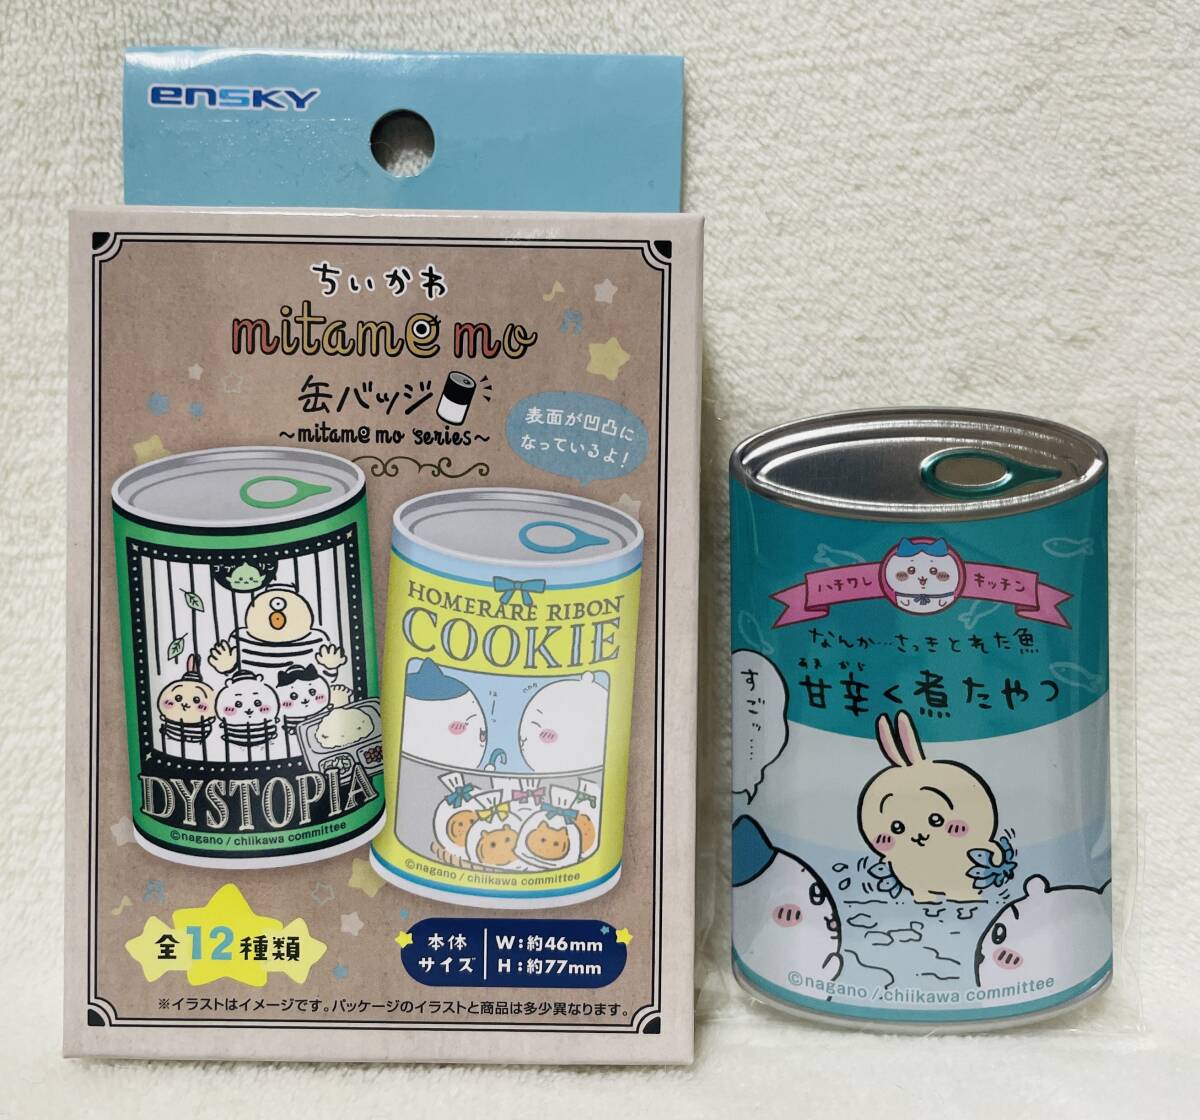 ensky
ちいかわ
mitame mo
缶バッジ
~mitame mo series~
表面が凹凸に
なっているよ!
DYSTOPIA
©nagano / chiikawa committee
HOMERARE RIBON
COOKIE
©nagano / chiikawa committee
全12種類
本体
サイズ
W:約46mm
H:約77mm
※イラストはイメージです。パッケージのイラストと商品は多少異なります。
ハチワレ キッチン
なんか…さっきとれた魚
あま から
甘辛く煮たやつ
すごッ……
©nagano / chiikawa committee